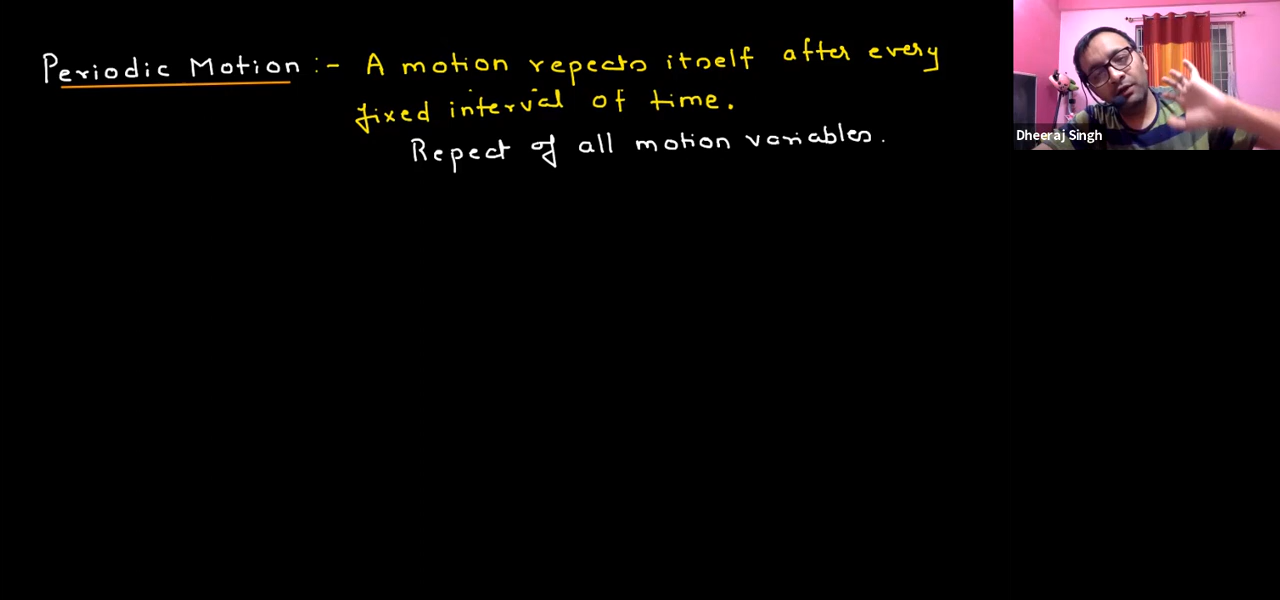 Periodic Motion :- A motion repeats itself after every
fixed interval of time.
Repeat of all motion variables.
Dheeraj Singh